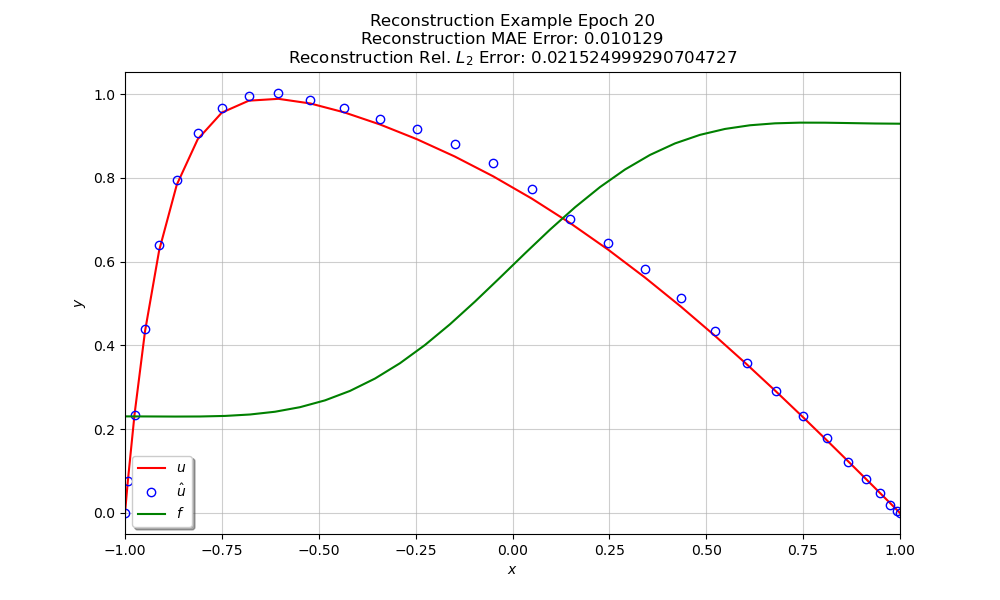 Reconstruction Example Epoch 20
Reconstruction MAE Error: 0.010129
Reconstruction Rel. L₂ Error: 0.021524999290704727
y
1.0
0.8
0.6
0.4
0.2
0.0
u
û
f
−1.00 −0.75 −0.50 −0.25 0.00 0.25 0.50 0.75 1.00
x